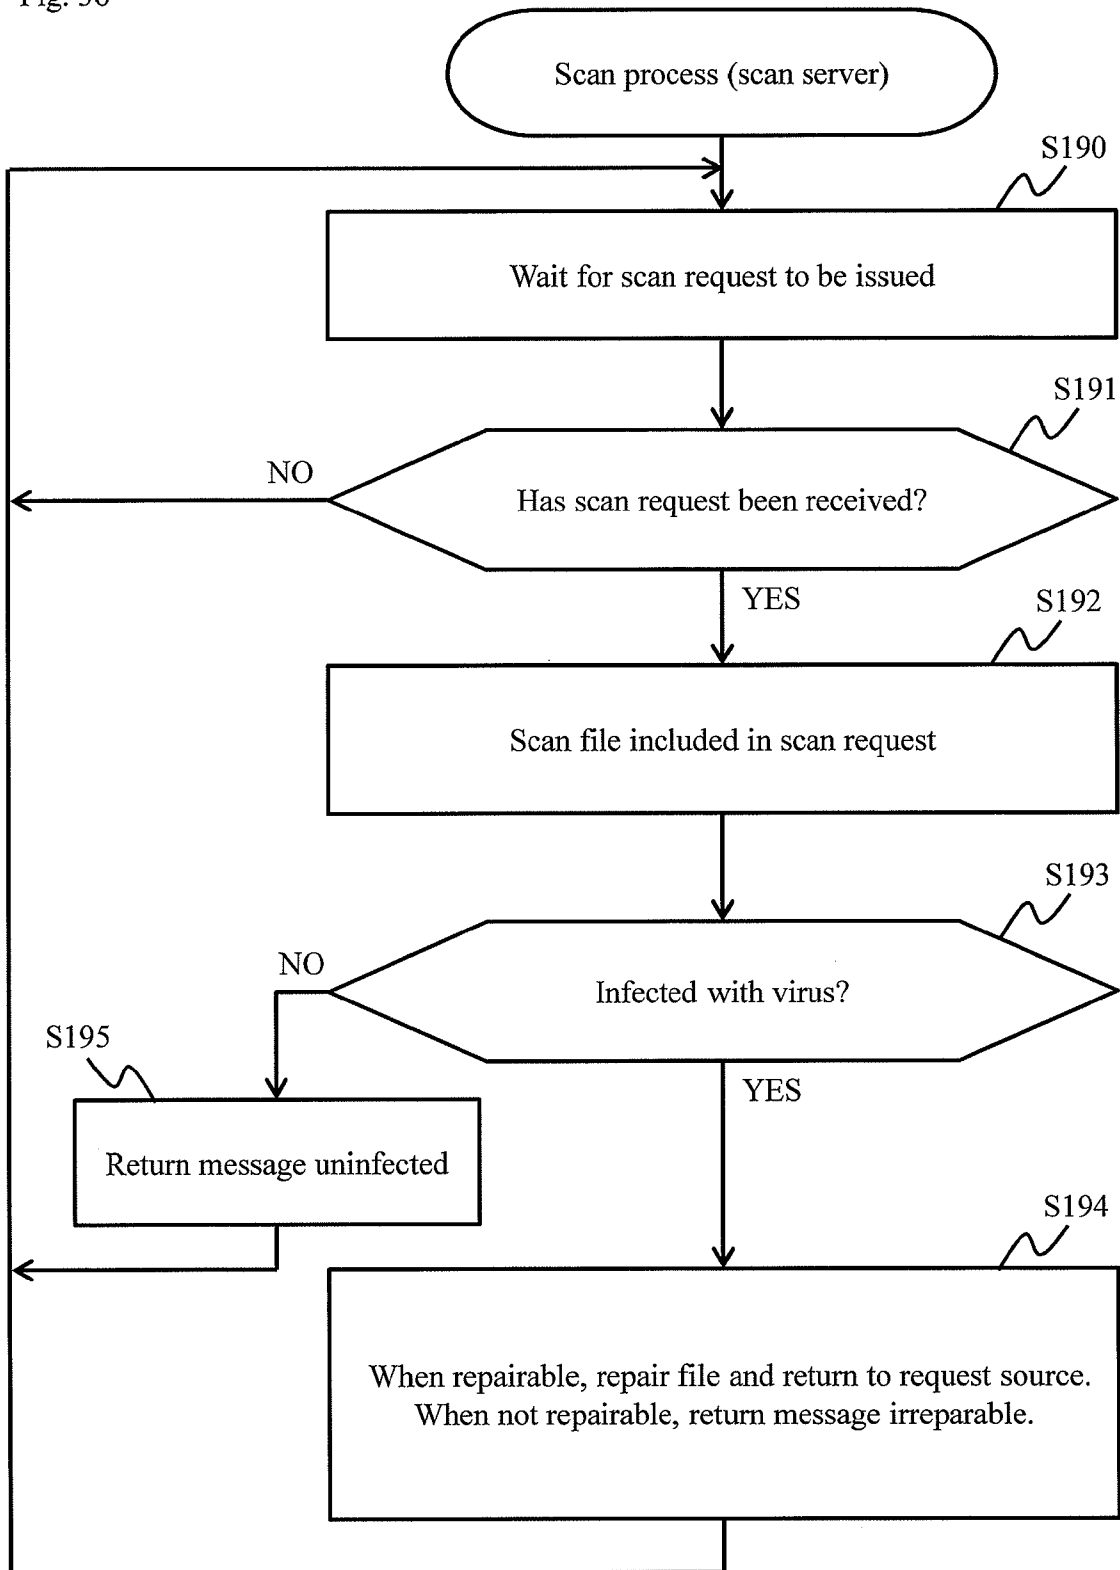 Fig. 30
Scan process (scan server)
S190
Wait for scan request to be issued
S191
NO
Has scan request been received?
YES
S192
Scan file included in scan request
S193
NO
Infected with virus?
S195
YES
Return message uninfected
S194
When repairable, repair file and return to request source.
When not repairable, return message irreparable.